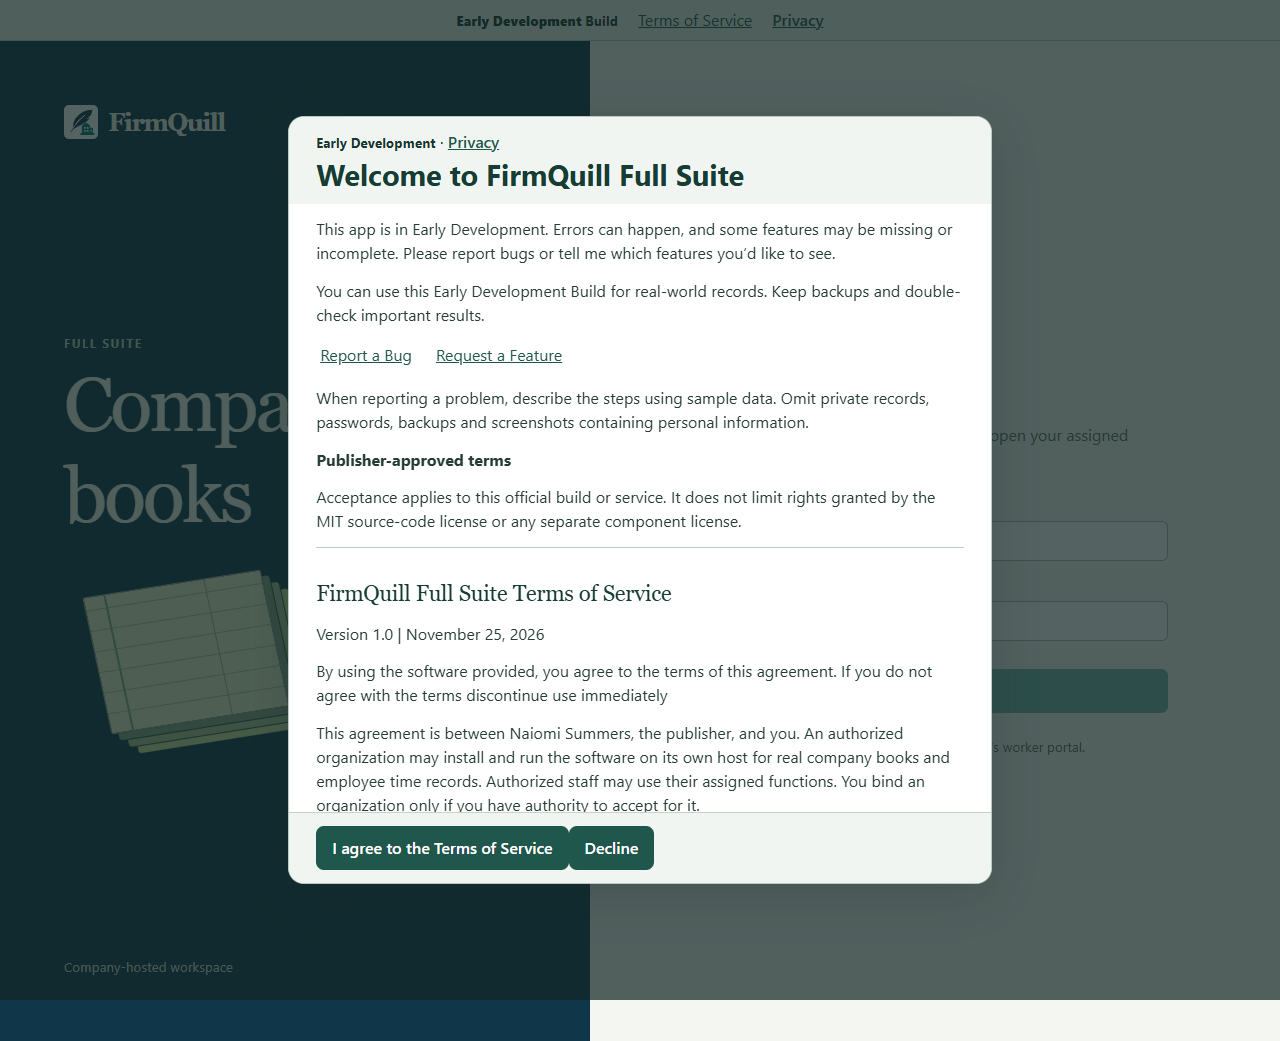 Early Development Build Terms of Service Privacy
FirmQuill
Early Development · Privacy
Welcome to FirmQuill Full Suite
This app is in Early Development. Errors can happen, and some features may be missing or
incomplete. Please report bugs or tell me which features you’d like to see.
You can use this Early Development Build for real-world records. Keep backups and double-
check important results.
Report a Bug Request a Feature
When reporting a problem, describe the steps using sample data. Omit private records,
passwords, backups and screenshots containing personal information.
Publisher-approved terms
Acceptance applies to this official build or service. It does not limit rights granted by the
MIT source-code license or any separate component license.
FirmQuill Full Suite Terms of Service
Version 1.0 | November 25, 2026
By using the software provided, you agree to the terms of this agreement. If you do not
agree with the terms discontinue use immediately
This agreement is between Naiomi Summers, the publisher, and you. An authorized
organization may install and run the software on its own host for real company books and
employee time records. Authorized staff may use their assigned functions. You bind an
organization only if you have authority to accept for it.
I agree to the Terms of Service Decline
FULL SUITE
Compa
books
open your assigned
s worker portal.
Company-hosted workspace